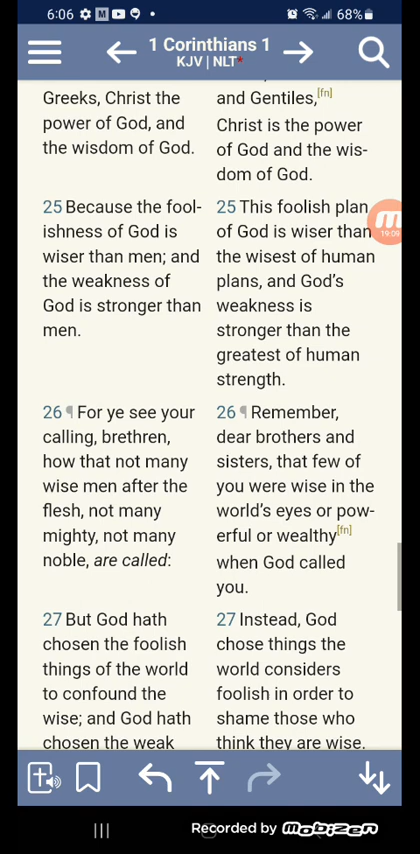 6:06
68%
1 Corinthians 1
KJV | NLT*
Greeks, Christ the
power of God, and
the wisdom of God.
and Gentiles,[fn]
Christ is the power
of God and the wis-
dom of God.
25 Because the fool-
ishness of God is
wiser than men; and
the weakness of
God is stronger than
men.
25 This foolish plan
of God is wiser than
the wisest of human
plans, and God’s
weakness is
stronger than the
greatest of human
strength.
19:09
26 ¶ For ye see your
calling, brethren,
how that not many
wise men after the
flesh, not many
mighty, not many
noble, are called:
26 ¶ Remember,
dear brothers and
sisters, that few of
you were wise in the
world’s eyes or pow-
erful or wealthy[fn]
when God called
you.
27 But God hath
chosen the foolish
things of the world
to confound the
wise; and God hath
chosen the weak
27 Instead, God
chose things the
world considers
foolish in order to
shame those who
think they are wise.
Recorded by mobizen